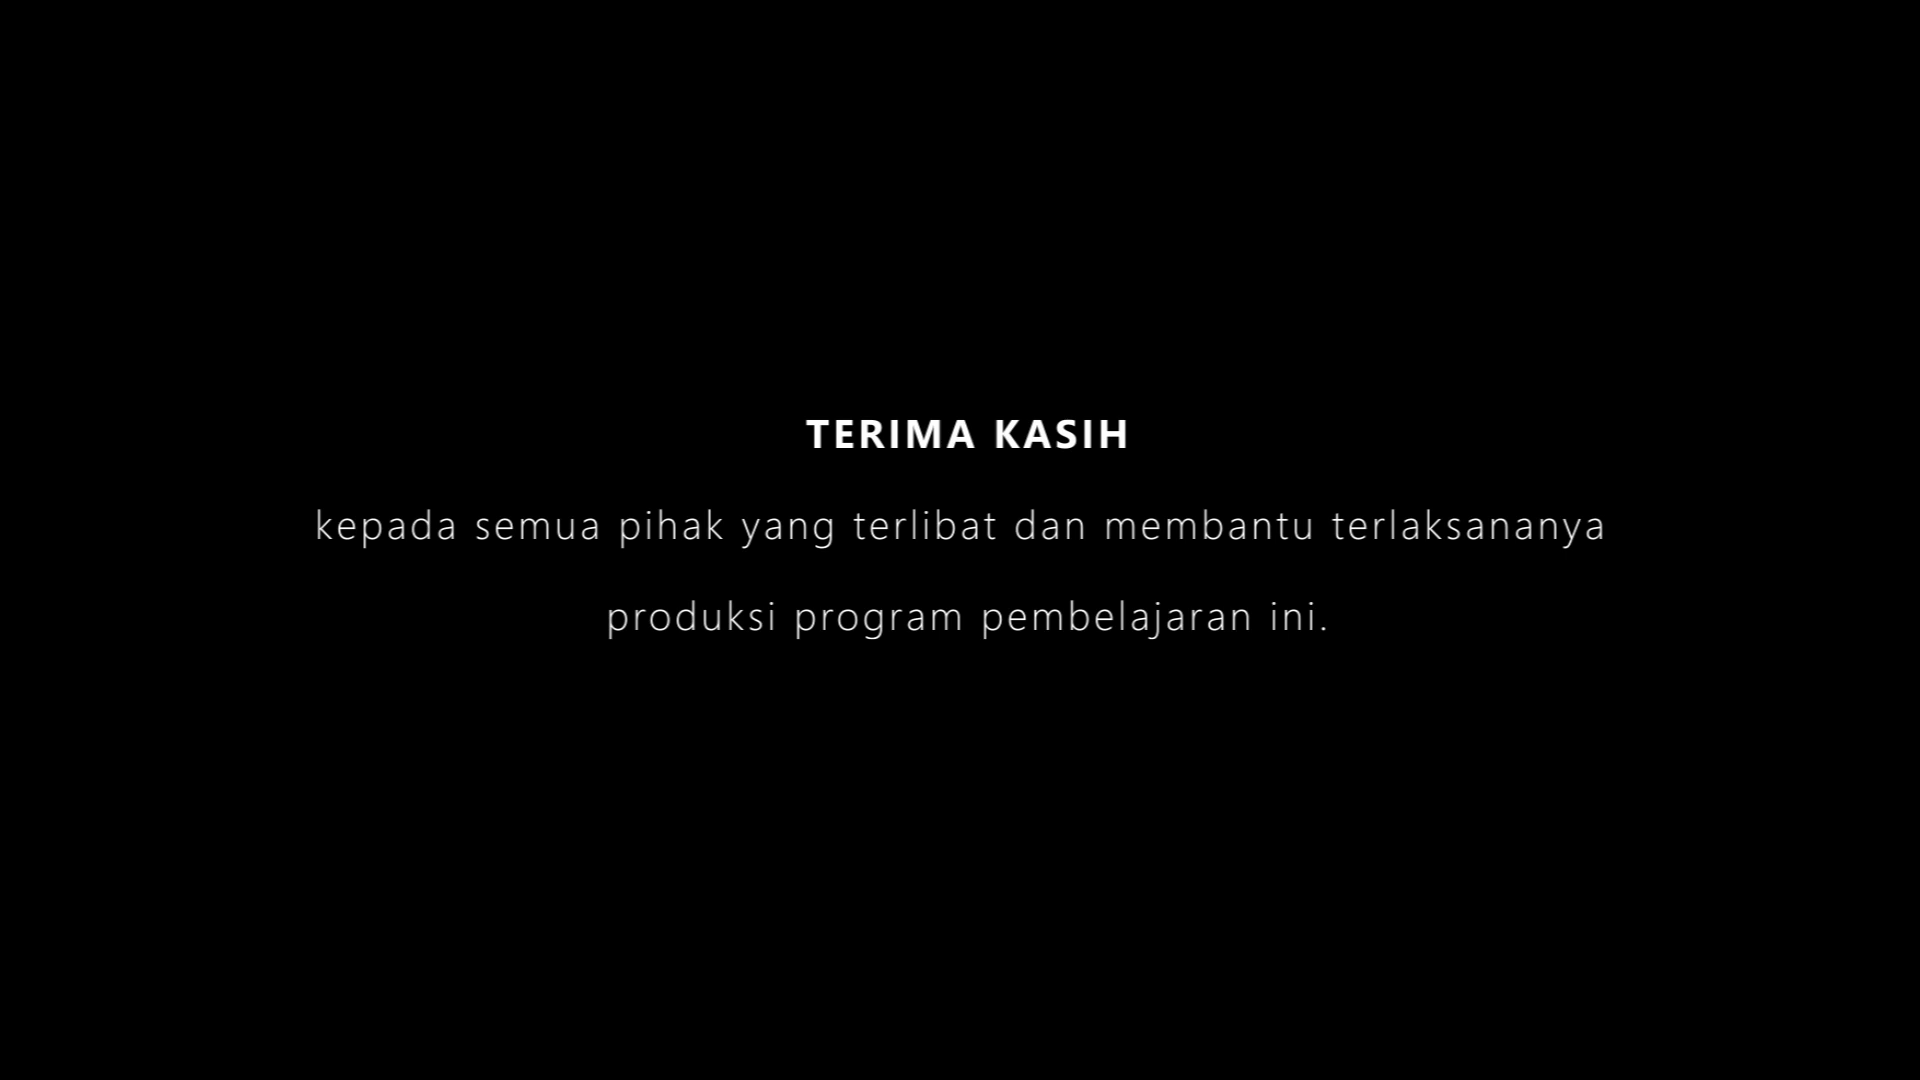 TERIMA KASIH
kepada semua pihak yang terlibat dan membantu terlaksananya
produksi program pembelajaran ini.